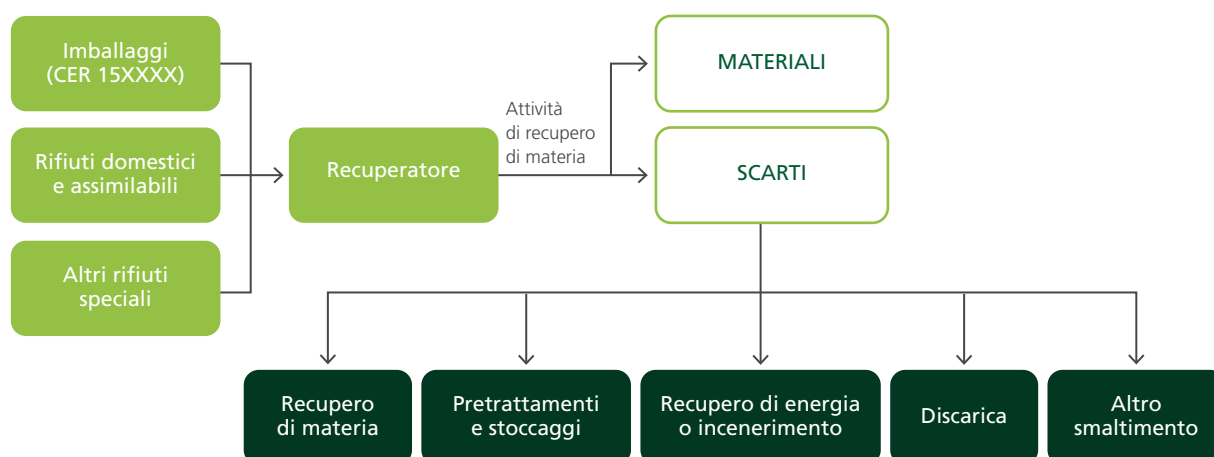 Imballaggi
(CER 15XXXX)
Rifiuti domestici
e assimilabili
Altri rifiuti
speciali
Recuperatore
Attività
di recupero
di materia
MATERIALI
SCARTI
Recupero
di materia
Pretrattamenti
e stoccaggi
Recupero di energia
o incenerimento
Discarica
Altro
smaltimento